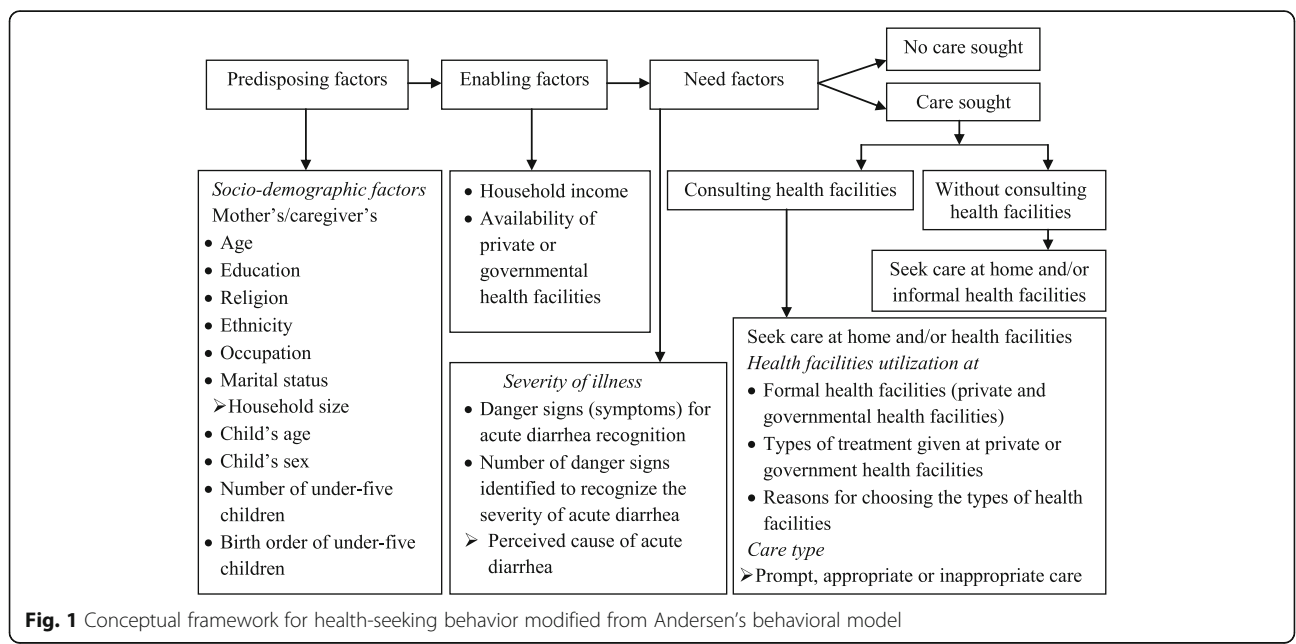 Predisposing factors
Enabling factors
Need factors
No care sought
Care sought
Socio-demographic factors
Mother's/caregiver's
• Age
• Education
• Religion
• Ethnicity
• Occupation
• Marital status
➢Household size
• Child's age
• Child's sex
• Number of under-five
children
• Birth order of under-five
children
• Household income
• Availability of
private or
governmental
health facilities
Severity of illness
• Danger signs (symptoms) for
acute diarrhea recognition
• Number of danger signs
identified to recognize the
severity of acute diarrhea
➢ Perceived cause of acute
diarrhea
Consulting health facilities
Without consulting
health facilities
Seek care at home and/or
informal health facilities
Seek care at home and/or health facilities
Health facilities utilization at
• Formal health facilities (private and
governmental health facilities)
• Types of treatment given at private or
government health facilities
• Reasons for choosing the types of health
facilities
Care type
➢Prompt, appropriate or inappropriate care
Fig. 1 Conceptual framework for health-seeking behavior modified from Andersen's behavioral model